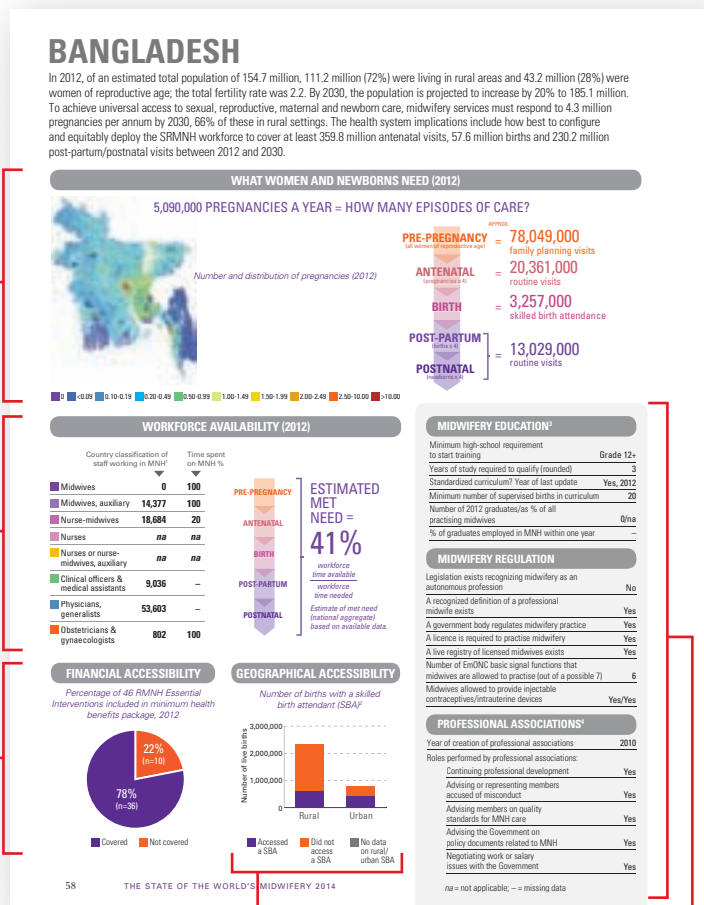 BANGLADESH
In 2012, of an estimated total population of 154.7 million, 111.2 million (72%) were living in rural areas and 43.2 million (28%) were
women of reproductive age; the total fertility rate was 2.2. By 2030, the population is projected to increase by 20% to 185.1 million.
To achieve universal access to sexual, reproductive, maternal and newborn care, midwifery services must respond to 4.3 million
pregnancies per annum by 2030, 66% of these in rural settings. The health system implications include how best to configure
and equitably deploy the SRMNH workforce to cover at least 359.8 million antenatal visits, 57.6 million births and 230.2 million
post-partum/postnatal visits between 2012 and 2030.
WHAT WOMEN AND NEWBORNS NEED (2012)
5,090,000 PREGNANCIES A YEAR = HOW MANY EPISODES OF CARE?
Number and distribution of pregnancies (2012)
APPROX.
PRE-PREGNANCY = 78,049,000
(all women of reproductive age) family planning visits
ANTENATAL = 20,361,000
(pregnancies x 4) routine visits
BIRTH = 3,257,000
skilled birth attendance
POST-PARTUM
(births x 4)
= 13,029,000
routine visits
POSTNATAL
(newborns x 4)
0 <0.09 0.10-0.19 0.20-0.49 0.50-0.99 1.00-1.49 1.50-1.99 2.00-2.49 2.50-10.00 >10.00
WORKFORCE AVAILABILITY (2012)
Country classification of Time spent
staff working in MNH¹ on MNH %
Midwives 0 100
Midwives, auxiliary 14,377 100
Nurse-midwives 18,684 20
Nurses na na
Nurses or nurse-
midwives, auxiliary na na
Clinical officers &
medical assistants 9,036 –
Physicians,
generalists 53,603 –
Obstetricians &
gynaecologists 802 100
PRE-PREGNANCY
ANTENATAL
BIRTH
POST-PARTUM
POSTNATAL
ESTIMATED
MET
NEED =
41%
workforce
time available
workforce
time needed
Estimate of met need
(national aggregate)
based on available data.
FINANCIAL ACCESSIBILITY
Percentage of 46 RMNH Essential
Interventions included in minimum health
benefits package, 2012
22%
(n=10)
78%
(n=36)
Covered Not covered
GEOGRAPHICAL ACCESSIBILITY
Number of births with a skilled
birth attendant (SBA)²
Number of live births
3,000,000
2,000,000
1,000,000
0
Rural Urban
Accessed
a SBA
Did not
access
a SBA
No data
on rural/
urban SBA
MIDWIFERY EDUCATION³
Minimum high-school requirement
to start training Grade 12+
Years of study required to qualify (rounded) 3
Standardized curriculum? Year of last update Yes, 2012
Minimum number of supervised births in curriculum 20
Number of 2012 graduates/as % of all
practising midwives 0/na
% of graduates employed in MNH within one year –
MIDWIFERY REGULATION
Legislation exists recognizing midwifery as an
autonomous profession No
A recognized definition of a professional
midwife exists Yes
A government body regulates midwifery practice Yes
A licence is required to practise midwifery Yes
A live registry of licensed midwives exists Yes
Number of EmONC basic signal functions that
midwives are allowed to practise (out of a possible 7) 6
Midwives allowed to provide injectable
contraceptives/intrauterine devices Yes/Yes
PROFESSIONAL ASSOCIATIONS⁴
Year of creation of professional associations 2010
Roles performed by professional associations:
Continuing professional development Yes
Advising or representing members
accused of misconduct Yes
Advising members on quality
standards for MNH care Yes
Advising the Government on
policy documents related to MNH Yes
Negotiating work or salary
issues with the Government Yes
na = not applicable; – = missing data
58 THE STATE OF THE WORLD'S MIDWIFERY 2014